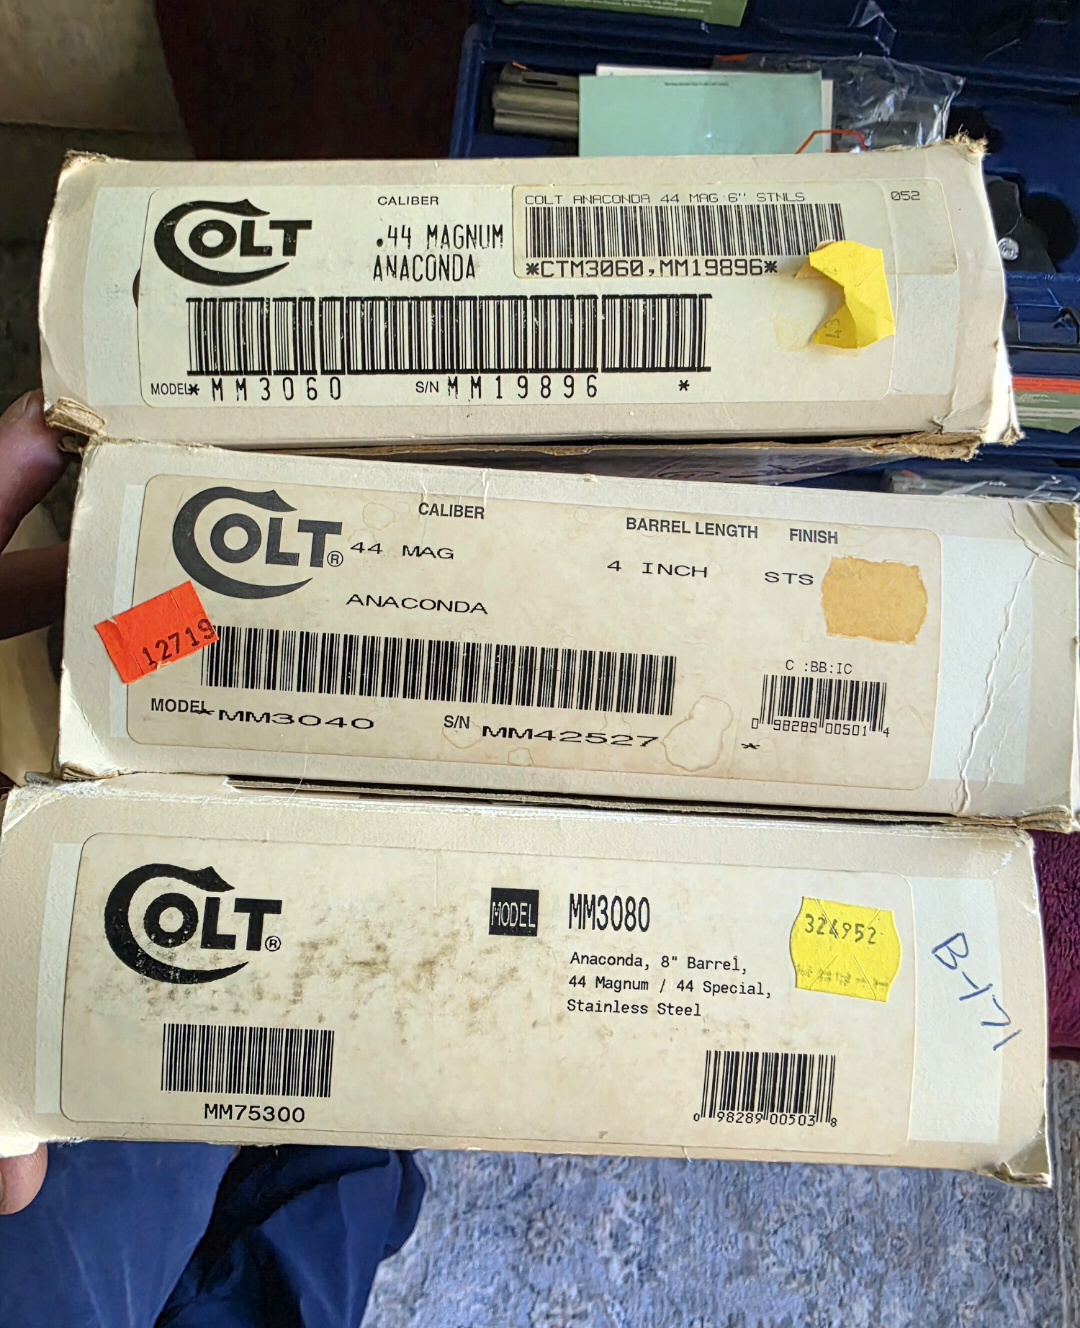 COLT
CALIBER
.44 MAGNUM
ANACONDA
COLT ANACONDA 44 MAG 6" STNLS
052
*CTM3060,MM19896*
43
MODEL* MM3060 S/N MM19896 *
COLT®
CALIBER BARREL LENGTH FINISH
44 MAG 4 INCH STS
ANACONDA
12719
C :BB:IC
MODEL *MM3040 S/N MM42527 *
0 98289 00501 4
COLT®
MODEL MM3080
324952
Anaconda, 8" Barrel,
44 Magnum / 44 Special,
Stainless Steel
B-171
MM75300
0 98289 00503 8